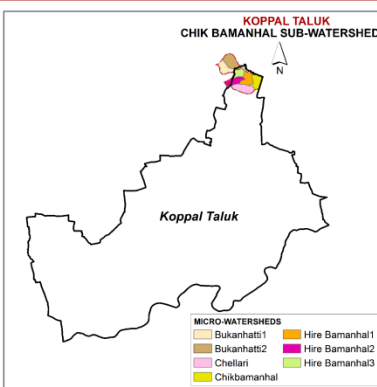 KOPPAL TALUK
CHIK BAMANHAL SUB-WATERSHED
N
Koppal Taluk
MICRO-WATERSHEDS
Bukanhatti1
Hire Bamanhal1
Bukanhatti2
Hire Bamanhal2
Chellari
Hire Bamanhal3
Chikbamanhal